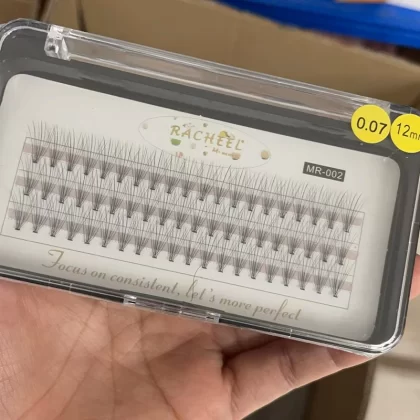 RACHEEL
MR-002
0.07
12mm
Focus on consistent, let's more perfect